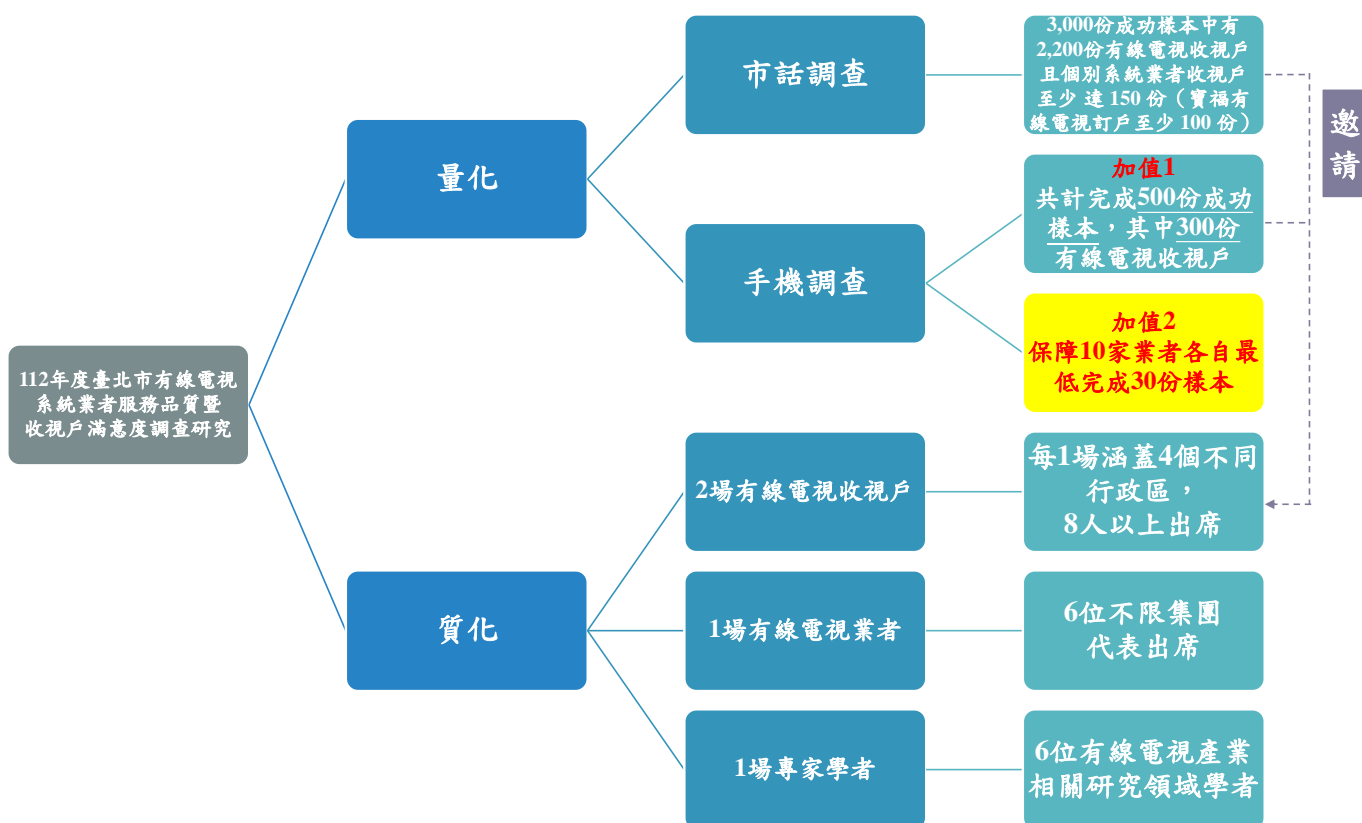 112年度臺北市有線電視
系統業者服務品質暨
收視戶滿意度調查研究
量化
市話調查
3,000份成功樣本中有
2,200份有線電視收視戶
且個別系統業者收視戶
至少 達 150 份（寶福有
線電視訂戶至少 100 份）
手機調查
加值1
共計完成500份成功
樣本，其中300份
有線電視收視戶
加值2
保障10家業者各自最
低完成30份樣本
邀
請
質化
2場有線電視收視戶
每1場涵蓋4個不同
行政區，
8人以上出席
1場有線電視業者
6位不限集團
代表出席
1場專家學者
6位有線電視產業
相關研究領域學者